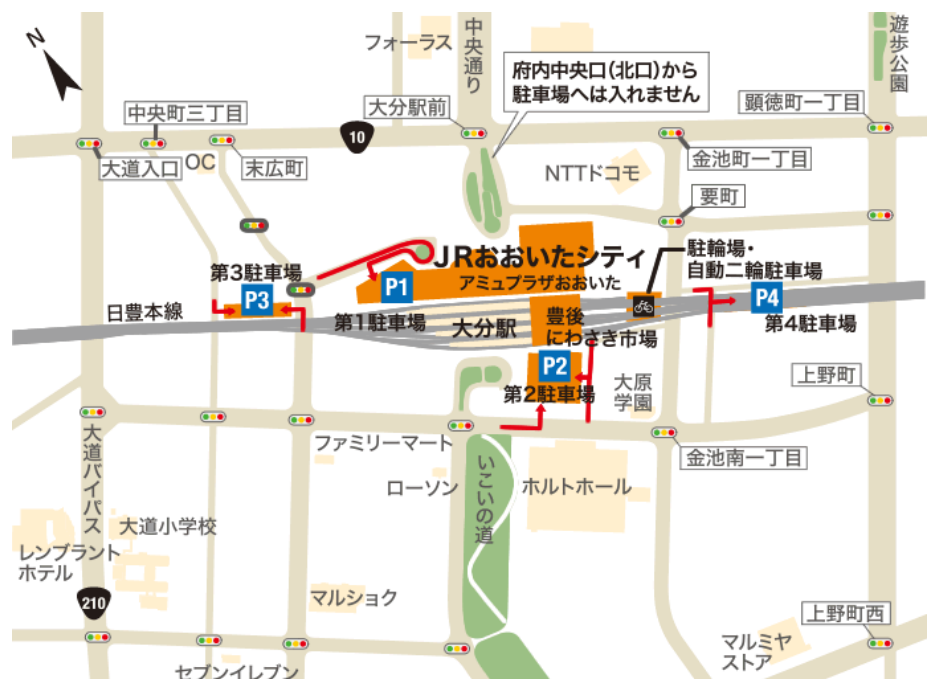 N
フォーラス
中央通り
府内中央口(北口)から
駐車場へは入れません
遊歩公園
中央町三丁目
大分駅前
10
顕徳町一丁目
大道入口
OC
末広町
NTTドコモ
金池町一丁目
要町
JRおおいたシティ
アミュプラザおおいた
駐輪場・
自動二輪駐車場
第3駐車場
P3
P1
P4
日豊本線
第1駐車場
大分駅
豊後
にわさき市場
第4駐車場
P2
第2駐車場
大原
学園
上野町
大道バイパス
ファミリーマート
金池南一丁目
ローソン
いこいの道
ホルトホール
大道小学校
レンブラント
ホテル
210
マルショク
上野町西
マルミヤ
ストア
セブンイレブン